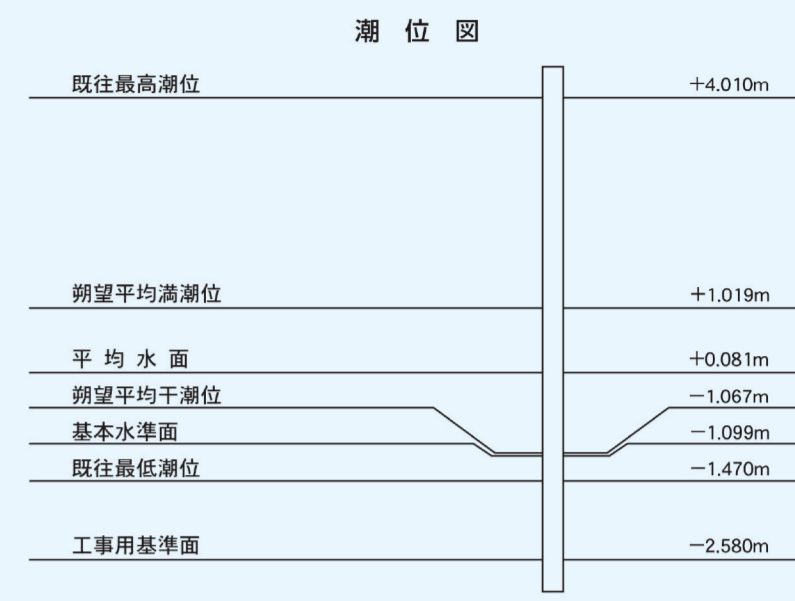 潮位図
既往最高潮位 +4.010m
朔望平均満潮位 +1.019m
平均水面 +0.081m
朔望平均干潮位 −1.067m
基本水準面 −1.099m
既往最低潮位 −1.470m
工事用基準面 −2.580m